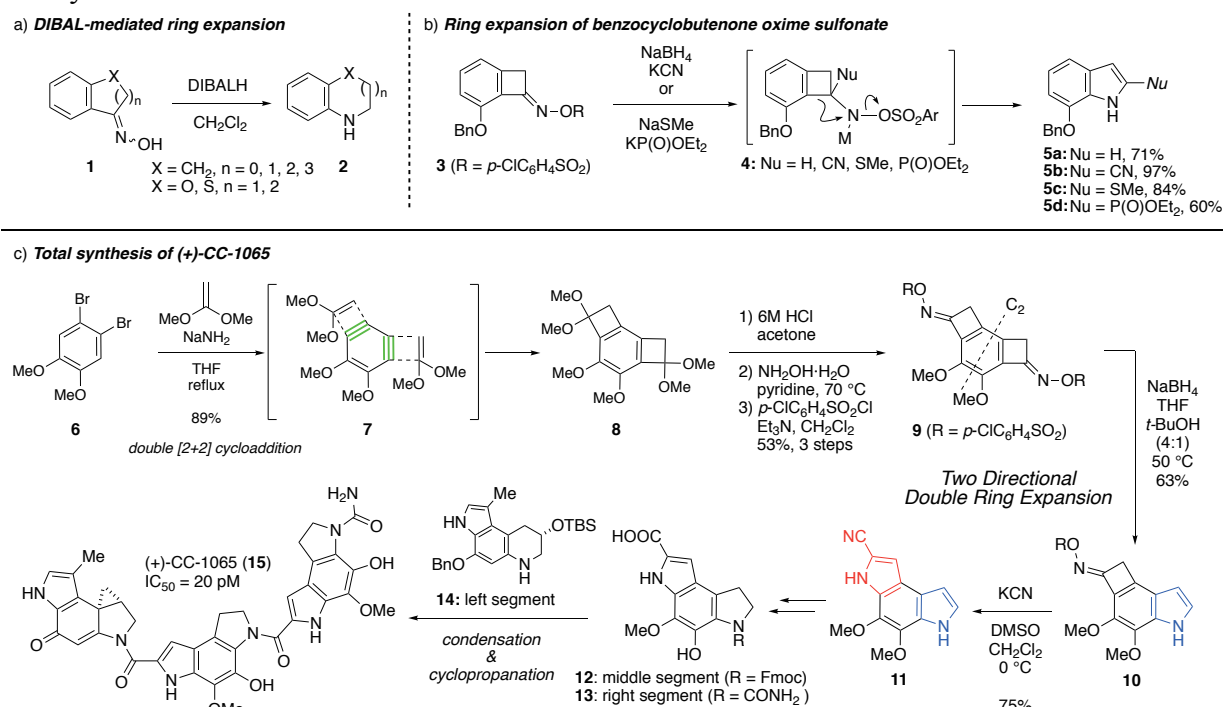 a) DIBAL-mediated ring expansion
X
( )n
N
OH
1
DIBALH
CH2Cl2
X
( )n
N
H
2
X = CH2, n = 0, 1, 2, 3
X = O, S, n = 1, 2
b) Ring expansion of benzocyclobutenone oxime sulfonate
BnO
N
OR
3 (R = p-ClC6H4SO2)
NaBH4
KCN
or
NaSMe
KP(O)OEt2
Nu
BnO
N
M
OSO2Ar
4: Nu = H, CN, SMe, P(O)OEt2
Nu
N
H
BnO
5a: Nu = H, 71%
5b: Nu = CN, 97%
5c: Nu = SMe, 84%
5d: Nu = P(O)OEt2, 60%
c) Total synthesis of (+)-CC-1065
Br
Br
MeO
MeO
6
MeO
OMe
NaNH2
THF
reflux
89%
double [2+2] cycloaddition
MeO
MeO
MeO
MeO
MeO
OMe
7
MeO
MeO
MeO
MeO
OMe
OMe
8
1) 6M HCl
acetone
2) NH2OH·H2O
pyridine, 70 °C
3) p-ClC6H4SO2Cl
Et3N, CH2Cl2
53%, 3 steps
RO
N
C2
MeO
MeO
N
OR
9 (R = p-ClC6H4SO2)
Two Directional
Double Ring Expansion
NaBH4
THF
t-BuOH
(4:1)
50 °C
63%
RO
N
MeO
MeO
N
H
10
KCN
DMSO
CH2Cl2
0 °C
75%
NC
HN
MeO
MeO
N
H
11
HOOC
HN
MeO
HO
N
R
12: middle segment (R = Fmoc)
13: right segment (R = CONH2 )
Me
HN
OTBS
BnO
N
H
14: left segment
condensation
&
cyclopropanation
(+)-CC-1065 (15)
IC50 = 20 pM
Me
HN
O
N
O
N
H
OMe
OH
N
O
N
H
OMe
OH
N
O
H2N